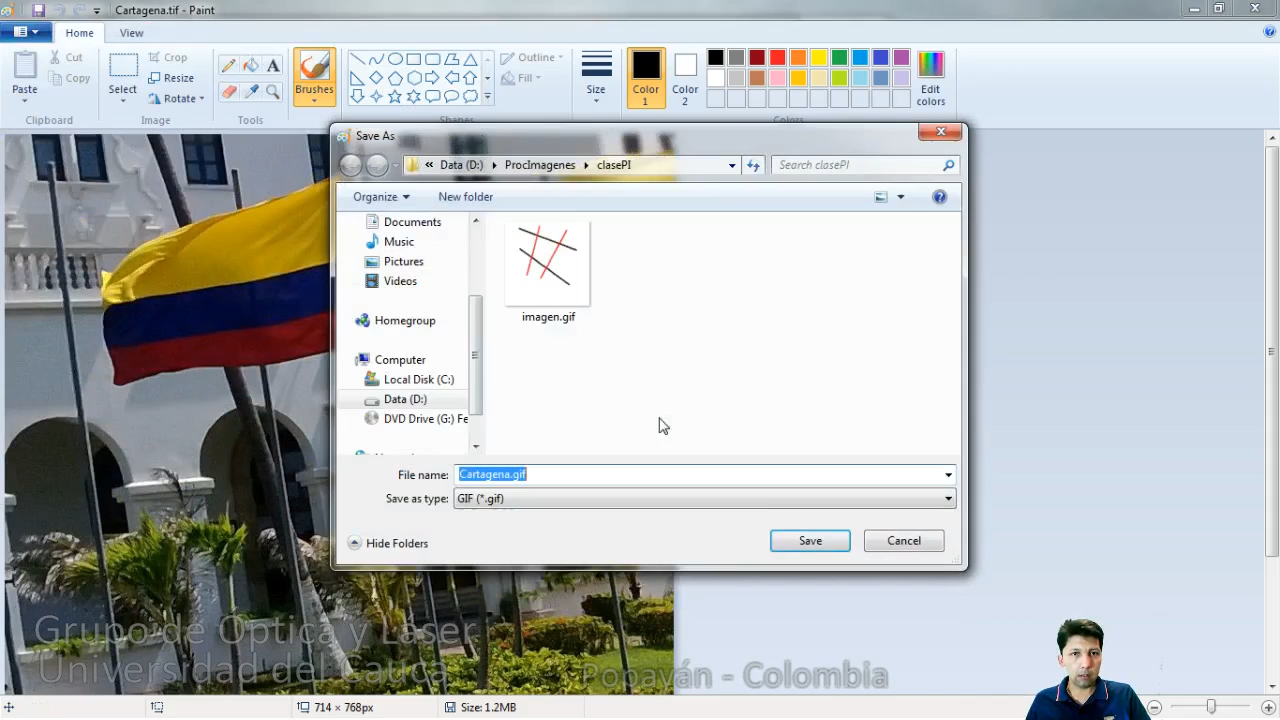 Cartagena.tif - Paint
Home
View
Paste
Cut
Copy
Clipboard
Select
Crop
Resize
Rotate
Image
Tools
Brushes
Outline
Fill
Shapes
Size
Color
1
Color
2
Edit
colors
Colors
Save As
« Data (D:)
ProcImagenes
clasePI
Search clasePI
Organize
New folder
Documents
Music
Pictures
Videos
Homegroup
Computer
Local Disk (C:)
Data (D:)
DVD Drive (G:) Fe
imagen.gif
File name:
Cartagena.gif
Save as type:
GIF (*.gif)
Hide Folders
Save
Cancel
Grupo de Óptica y Láser
Universidad del Cauca
Popayán - Colombia
714 × 768px
Size: 1.2MB